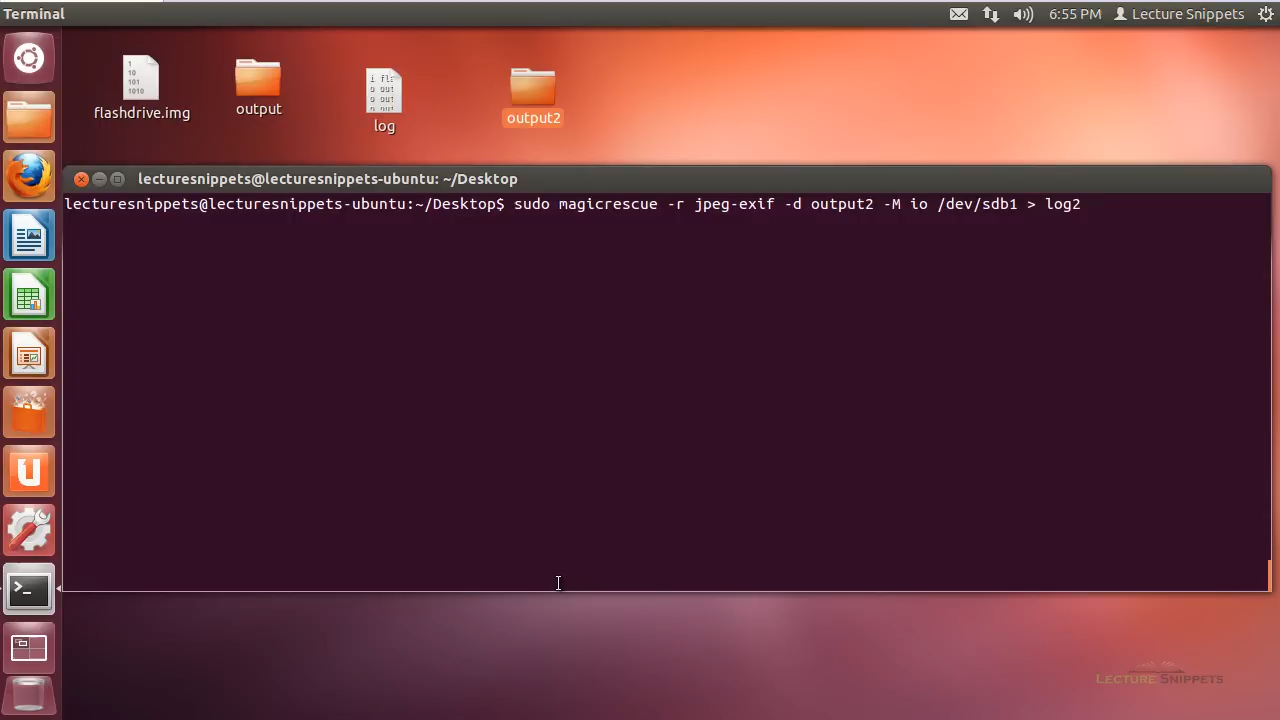 Terminal
6:55 PM
Lecture Snippets
flashdrive.img
output
log
output2
lecturesnippets@lecturesnippets-ubuntu: ~/Desktop
lecturesnippets@lecturesnippets-ubuntu:~/Desktop$ sudo magicrescue -r jpeg-exif -d output2 -M io /dev/sdb1 > log2
LECTURE SNIPPETS